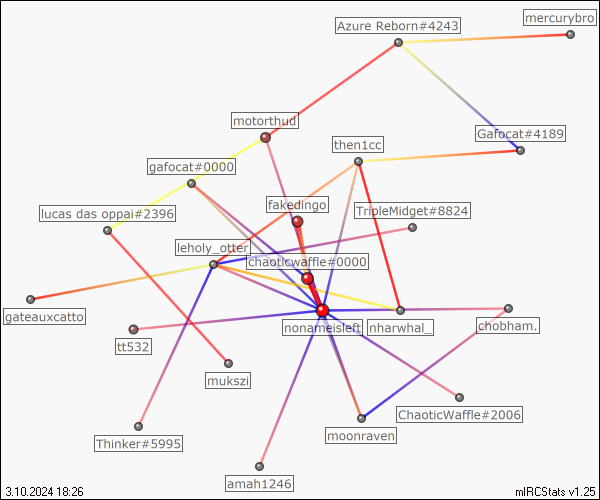 mercurybro
Azure Reborn#4243
motorthud
Gafocat#4189
then1cc
gafocat#0000
fakedingo
lucas das oppai#2396
TripleMidget#8824
leholy_otter
chaoticwaffle#0000
gateauxcatto
nonameisleft
nharwhal_
chobham.
tt532
mukszi
ChaoticWaffle#2006
Thinker#5995
moonraven
amah1246
3.10.2024 18:26
mIRCStats v1.25